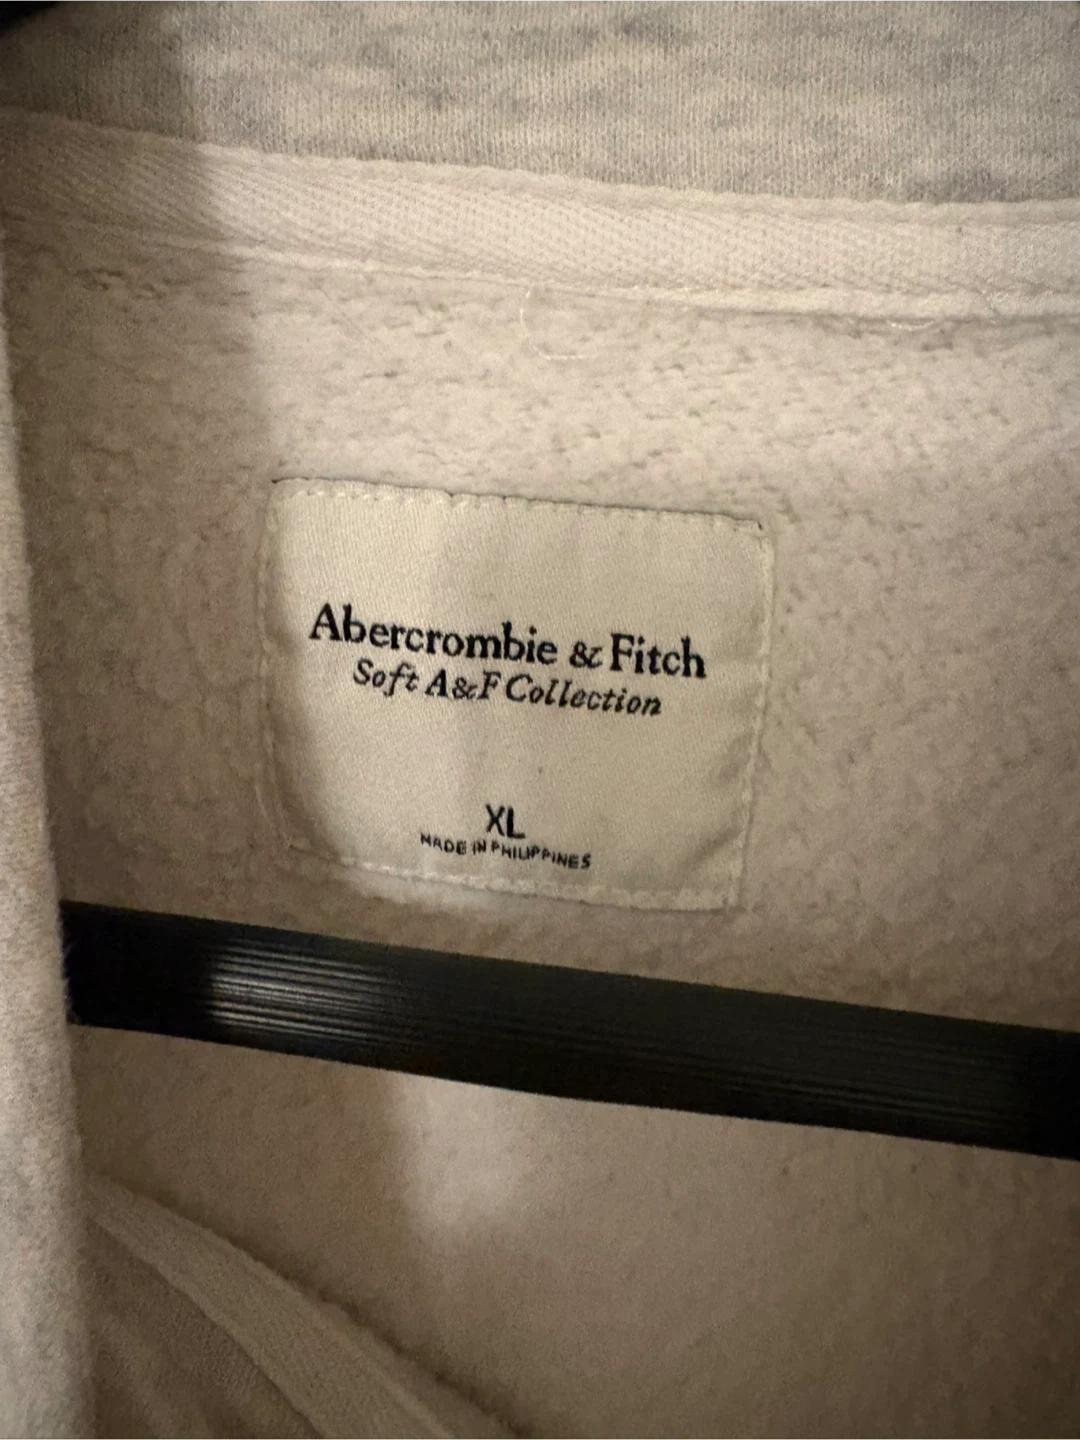 Abercrombie & Fitch
Soft A&F Collection
XL
MADE IN PHILIPPINES